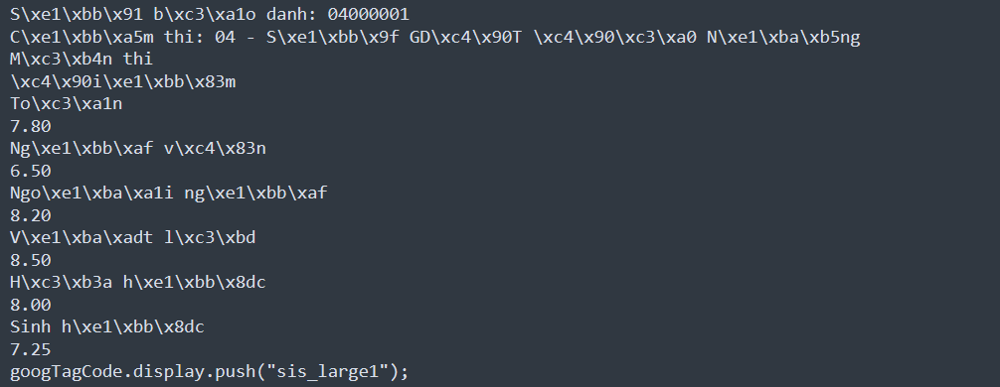 S\xe1\xbb\x91 b\xc3\xa1o danh: 04000001
C\xe1\xbb\xa5m thi: 04 - S\xe1\xbb\x9f GD\xc4\x90T \xc4\x90\xc3\xa0 N\xe1\xba\xb5ng
M\xc3\xb4n thi
\xc4\x90i\xe1\xbb\x83m
To\xc3\xa1n
7.80
Ng\xe1\xbb\xaf v\xc4\x83n
6.50
Ngo\xe1\xba\xa1i ng\xe1\xbb\xaf
8.20
V\xe1\xba\xadt l\xc3\xbd
8.50
H\xc3\xb3a h\xe1\xbb\x8dc
8.00
Sinh h\xe1\xbb\x8dc
7.25
googTagCode.display.push("sis_large1");